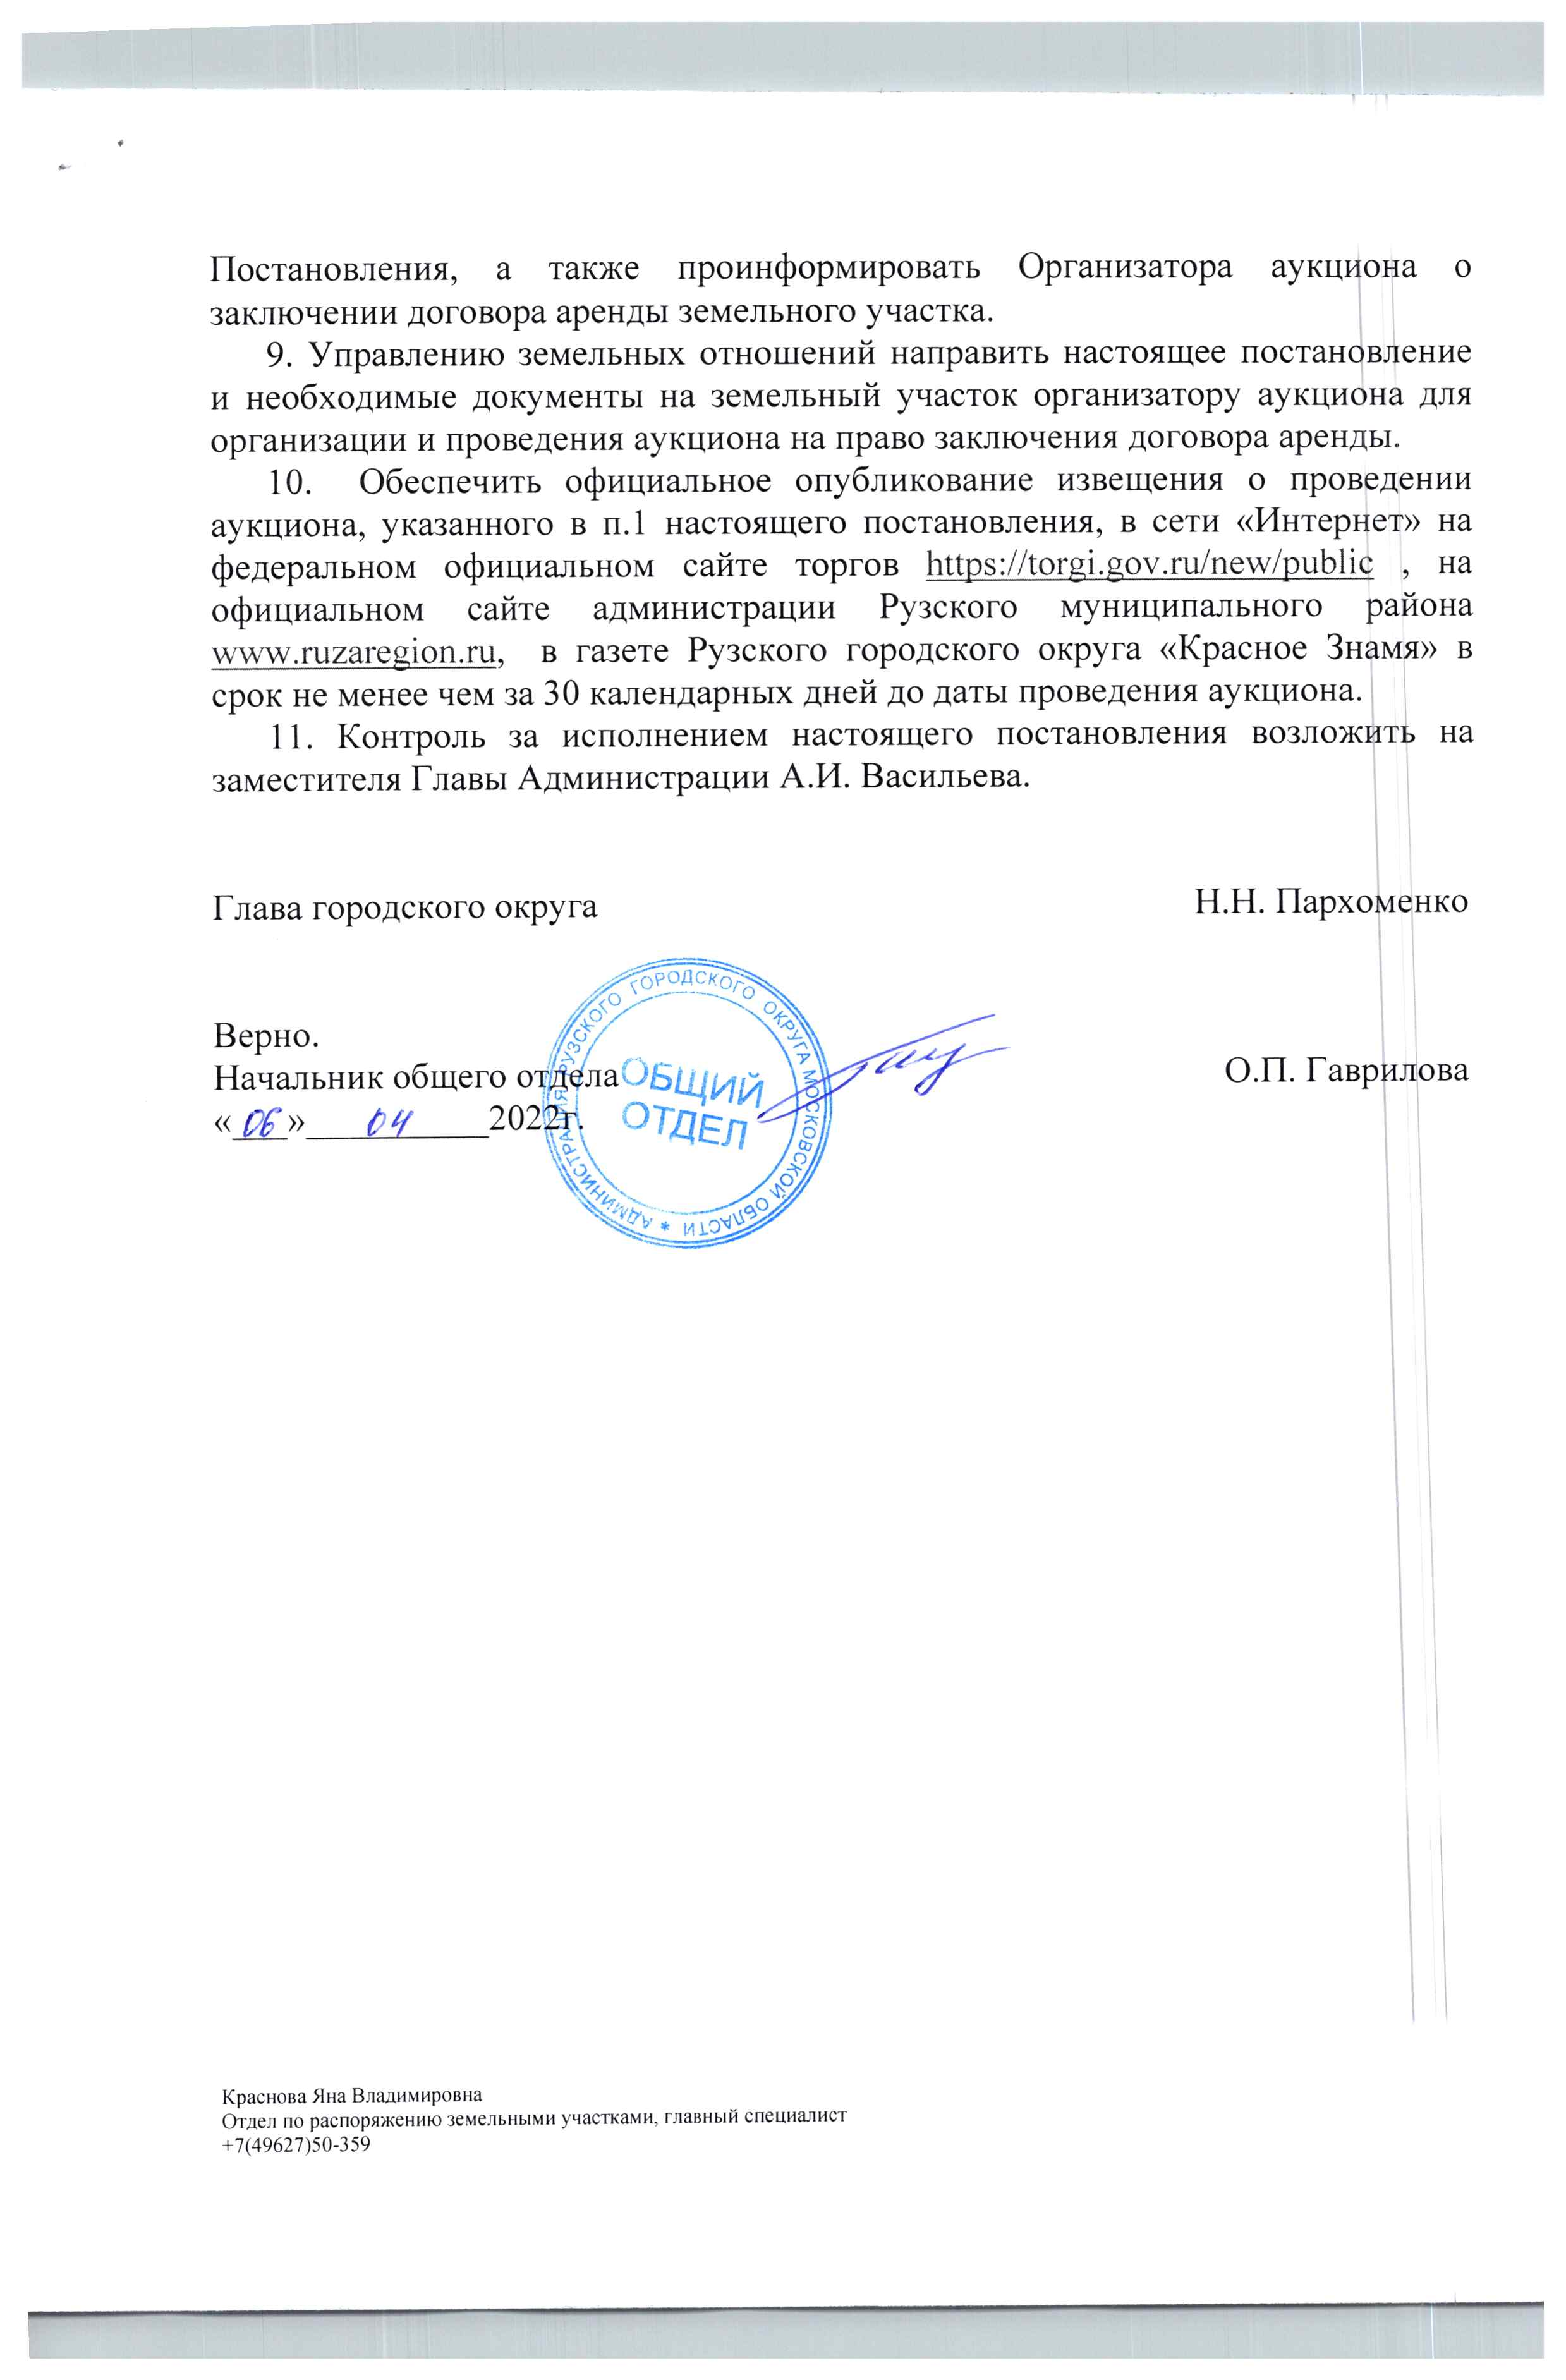 Постановления, а также проинформировать Организатора аукциона о
заключении договора аренды земельного участка.
9. Управлению земельных отношений направить настоящее постановление
и необходимые документы на земельный участок организатору аукциона для
организации и проведения аукциона на право заключения договора аренды.
10. Обеспечить официальное опубликование извещения о проведении
аукциона, указанного в п.1 настоящего постановления, в сети «Интернет» на
федеральном официальном сайте торгов https://torgi.gov.ru/new/public , на
официальном сайте администрации Рузского муниципального района
www.ruzaregion.ru, в газете Рузского городского округа «Красное Знамя» в
срок не менее чем за 30 календарных дней до даты проведения аукциона.
11. Контроль за исполнением настоящего постановления возложить на
заместителя Главы Администрации А.И. Васильева.
Глава городского округа Н.Н. Пархоменко
Верно.
Начальник общего отдела О.П. Гаврилова
«06» 04 2022г.
АДМИНИСТРАЦИЯ РУЗСКОГО ГОРОДСКОГО ОКРУГА МОСКОВСКОЙ ОБЛАСТИ *
ОБЩИЙ
ОТДЕЛ
Краснова Яна Владимировна
Отдел по распоряжению земельными участками, главный специалист
+7(49627)50-359